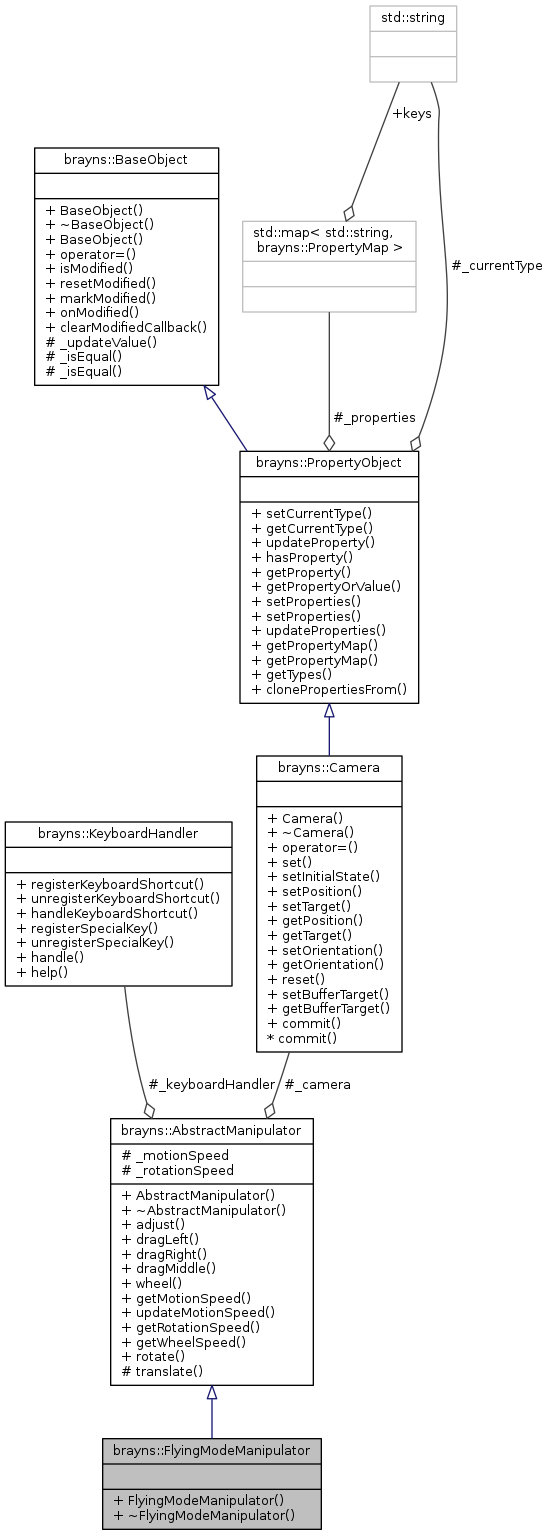 std::string
+keys
brayns::BaseObject
+ BaseObject()
+ ~BaseObject()
+ BaseObject()
+ operator=()
+ isModified()
+ resetModified()
+ markModified()
+ onModified()
+ clearModifiedCallback()
# _updateValue()
# _isEqual()
# _isEqual()
std::map< std::string,
brayns::PropertyMap >
#_currentType
#_properties
brayns::PropertyObject
+ setCurrentType()
+ getCurrentType()
+ updateProperty()
+ hasProperty()
+ getProperty()
+ getPropertyOrValue()
+ setProperties()
+ setProperties()
+ updateProperties()
+ getPropertyMap()
+ getPropertyMap()
+ getTypes()
+ clonePropertiesFrom()
brayns::Camera
+ Camera()
+ ~Camera()
+ operator=()
+ set()
+ setInitialState()
+ setPosition()
+ setTarget()
+ getPosition()
+ getTarget()
+ setOrientation()
+ getOrientation()
+ reset()
+ setBufferTarget()
+ getBufferTarget()
+ commit()
* commit()
brayns::KeyboardHandler
+ registerKeyboardShortcut()
+ unregisterKeyboardShortcut()
+ handleKeyboardShortcut()
+ registerSpecialKey()
+ unregisterSpecialKey()
+ handle()
+ help()
#_keyboardHandler
#_camera
brayns::AbstractManipulator
# _motionSpeed
# _rotationSpeed
+ AbstractManipulator()
+ ~AbstractManipulator()
+ adjust()
+ dragLeft()
+ dragRight()
+ dragMiddle()
+ wheel()
+ getMotionSpeed()
+ updateMotionSpeed()
+ getRotationSpeed()
+ getWheelSpeed()
+ rotate()
# translate()
brayns::FlyingModeManipulator
+ FlyingModeManipulator()
+ ~FlyingModeManipulator()